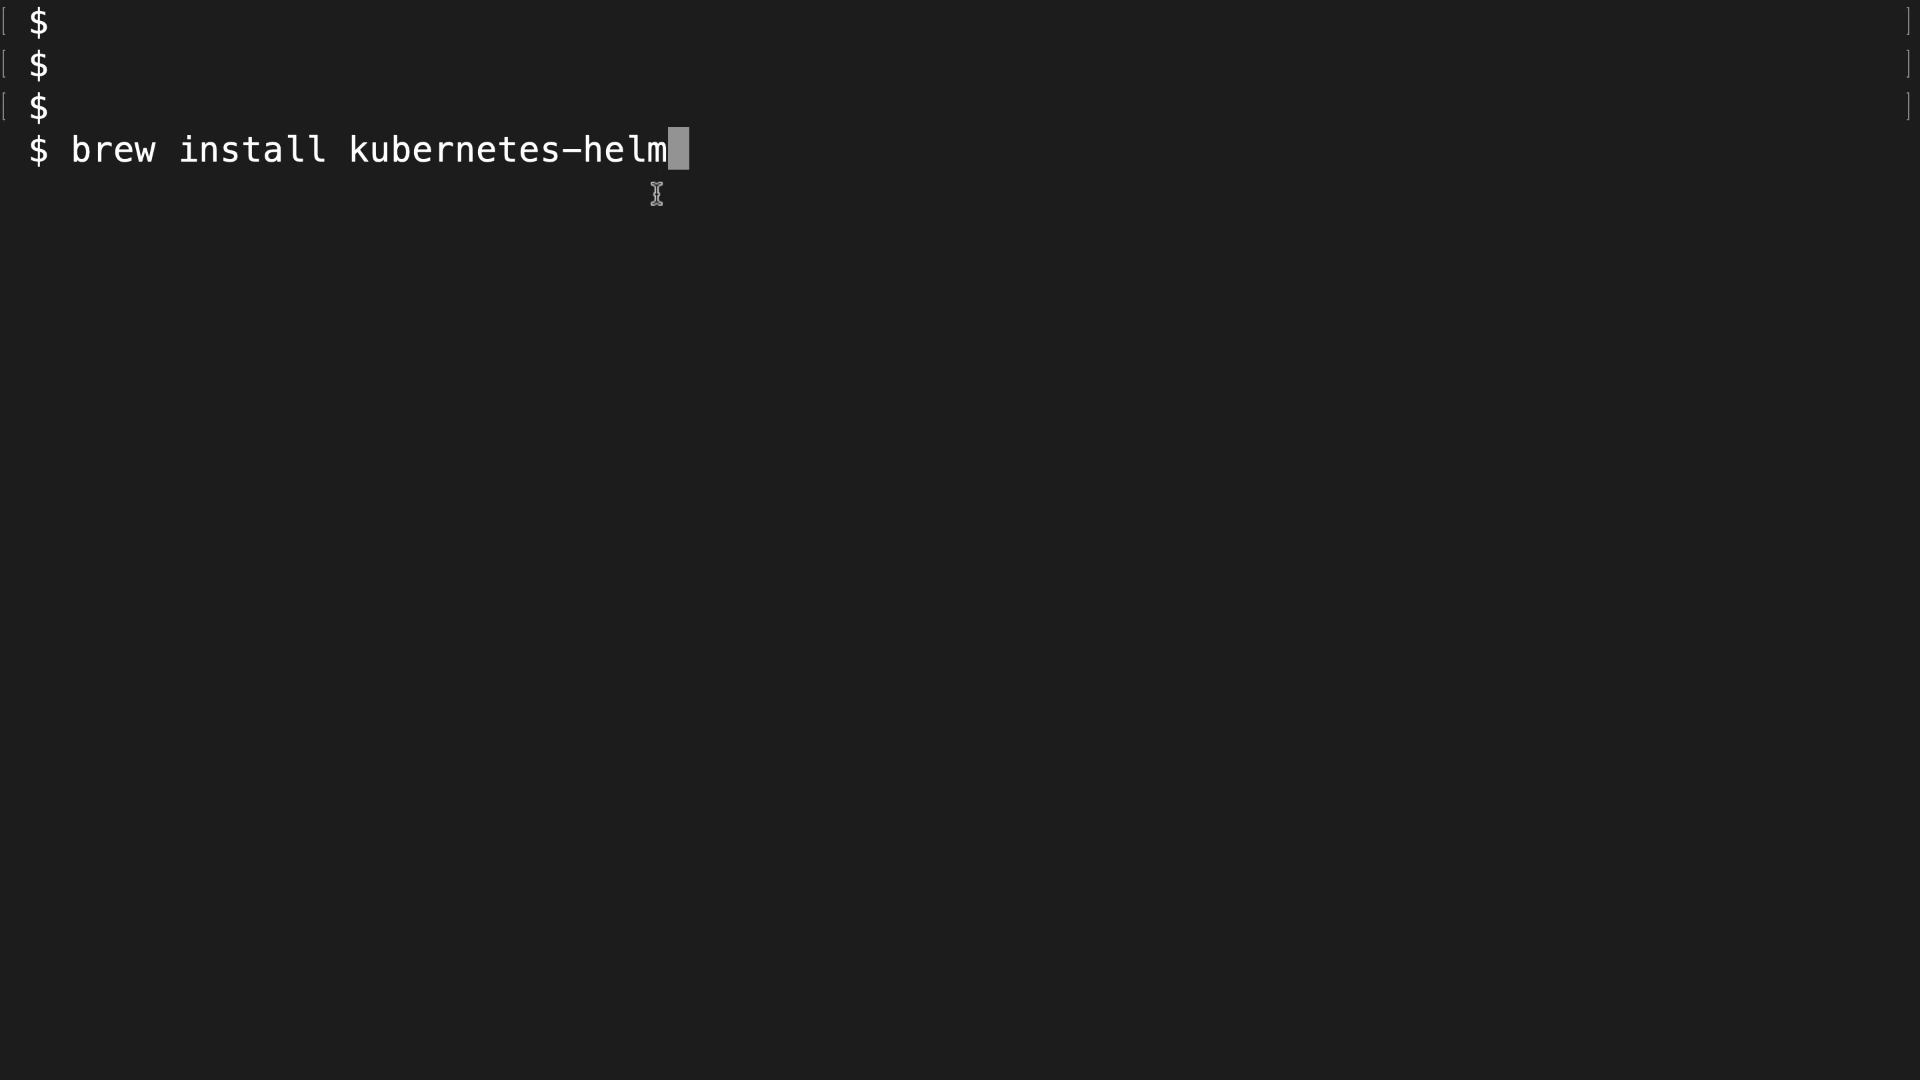 [ $ ]
[ $ ]
[ $ ]
$ brew install kubernetes-helm